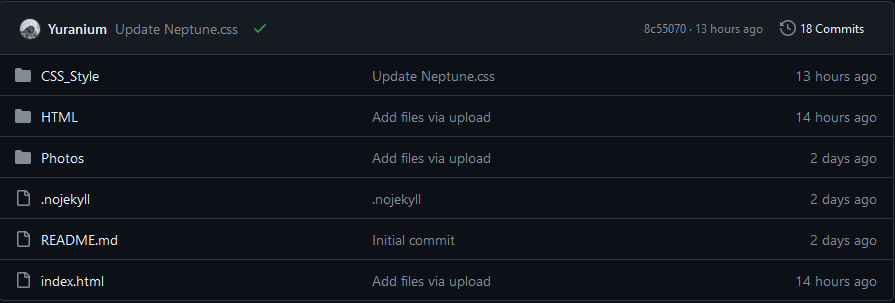 Yuranium Update Neptune.css 8c55070 · 13 hours ago 18 Commits
CSS_Style Update Neptune.css 13 hours ago
HTML Add files via upload 14 hours ago
Photos Add files via upload 2 days ago
.nojekyll .nojekyll 2 days ago
README.md Initial commit 2 days ago
index.html Add files via upload 14 hours ago